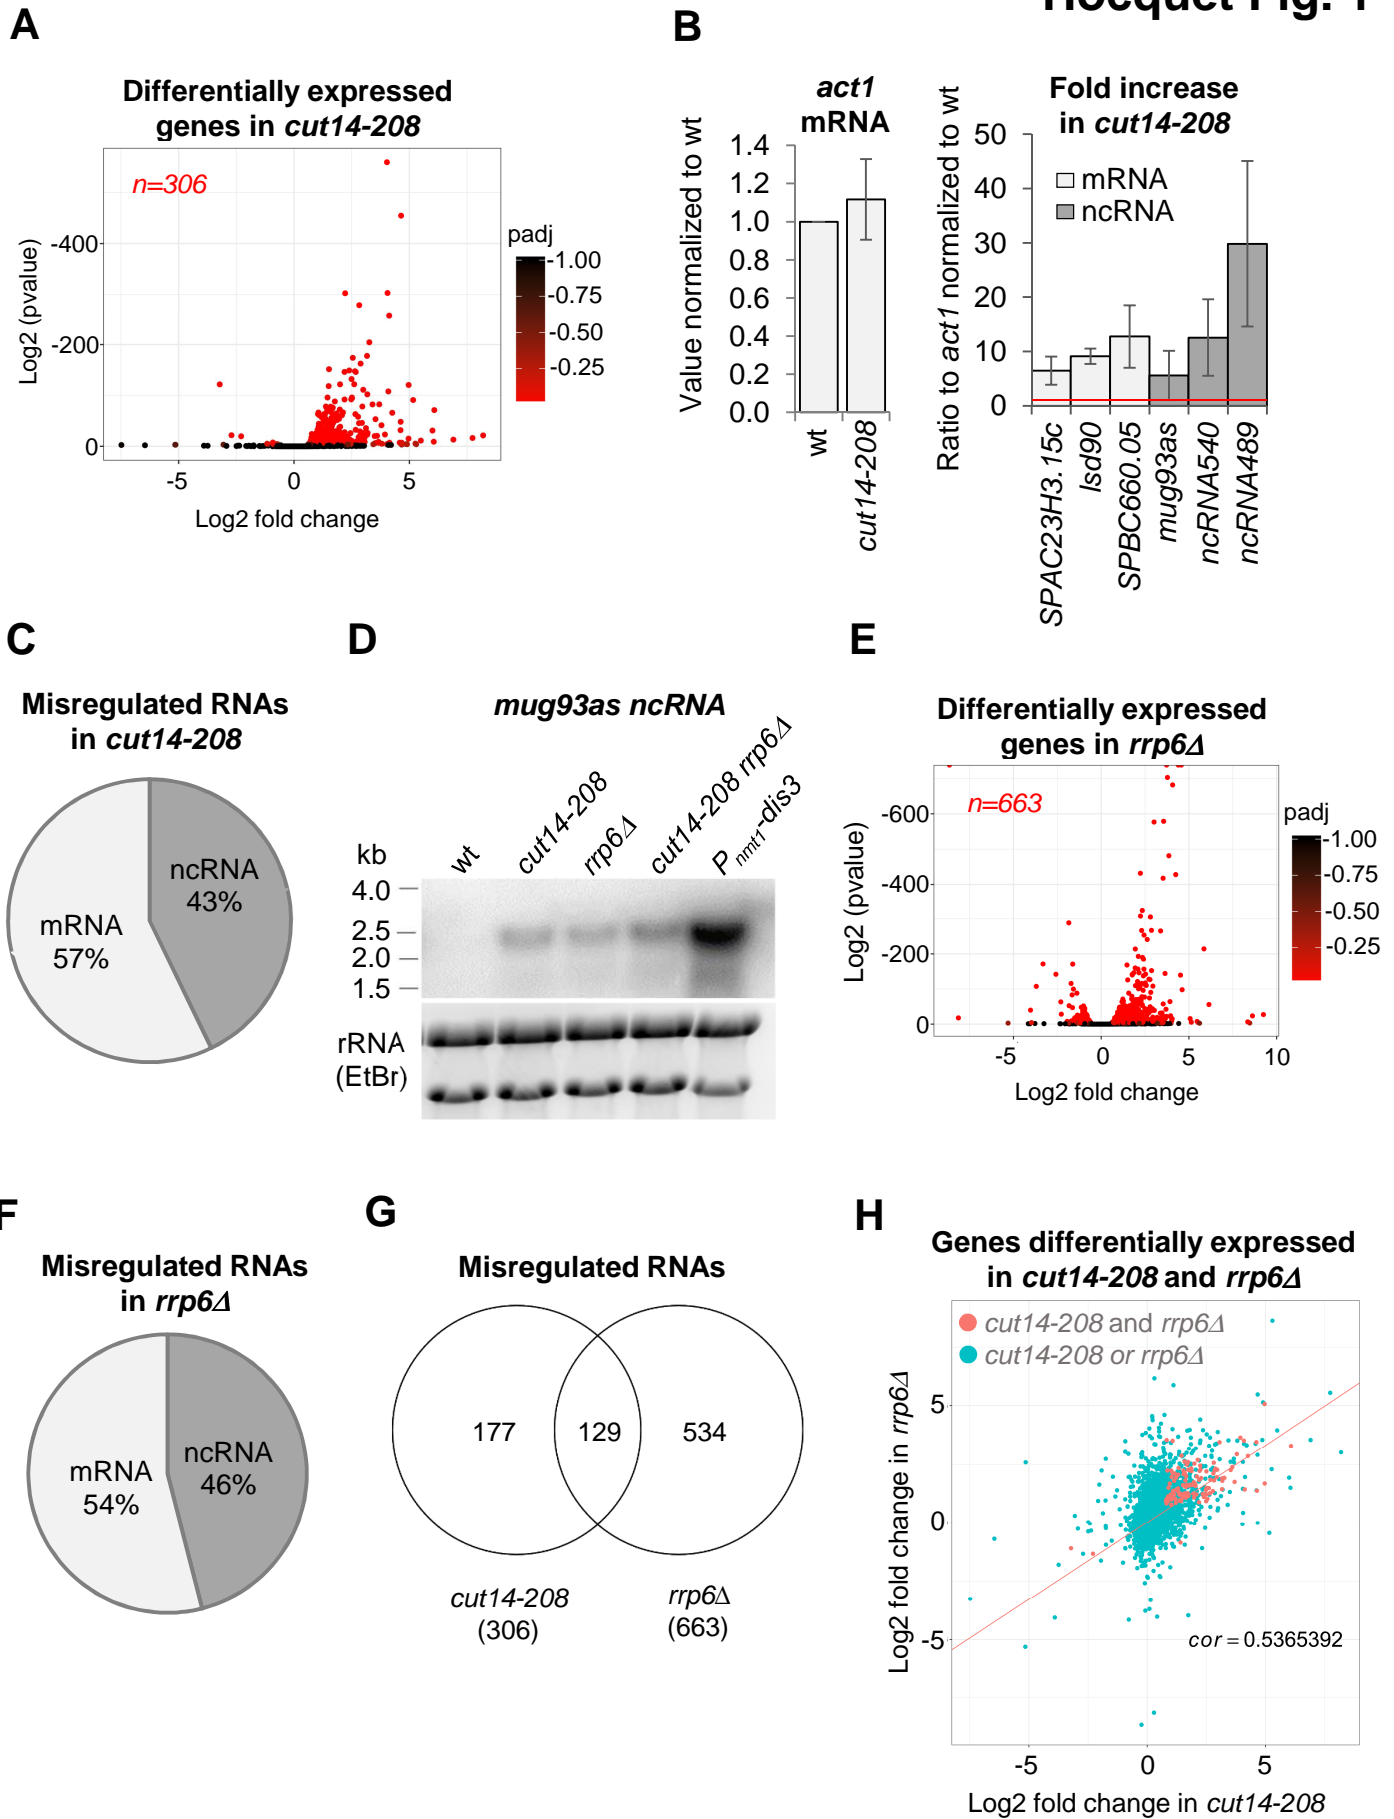 Hocquet Fig. 1
A
Differentially expressed
genes in cut14-208
n=306
Log2 (pvalue)
-400
-200
0
-5
0
5
Log2 fold change
padj
-1.00
-0.75
-0.50
-0.25
B
act1
mRNA
Value normalized to wt
1.4
1.2
1.0
0.8
0.6
0.4
0.2
0.0
wt
cut14-208
Fold increase
in cut14-208
Ratio to act1 normalized to wt
50
40
30
20
10
0
mRNA
ncRNA
SPAC23H3.15c
lsd90
SPBC660.05
mug93as
ncRNA540
ncRNA489
C
Misregulated RNAs
in cut14-208
ncRNA
43%
mRNA
57%
D
mug93as ncRNA
kb
wt
cut14-208
rrp6Δ
cut14-208 rrp6Δ
Pnmt1-dis3
4.0
2.5
2.0
1.5
rRNA
(EtBr)
E
Differentially expressed
genes in rrp6Δ
n=663
Log2 (pvalue)
-600
-400
-200
0
-5
0
5
10
Log2 fold change
padj
-1.00
-0.75
-0.50
-0.25
F
Misregulated RNAs
in rrp6Δ
ncRNA
46%
mRNA
54%
G
Misregulated RNAs
177
129
534
cut14-208
(306)
rrp6Δ
(663)
H
Genes differentially expressed
in cut14-208 and rrp6Δ
cut14-208 and rrp6Δ
cut14-208 or rrp6Δ
Log2 fold change in rrp6Δ
5
0
-5
cor = 0.5365392
-5
0
5
Log2 fold change in cut14-208